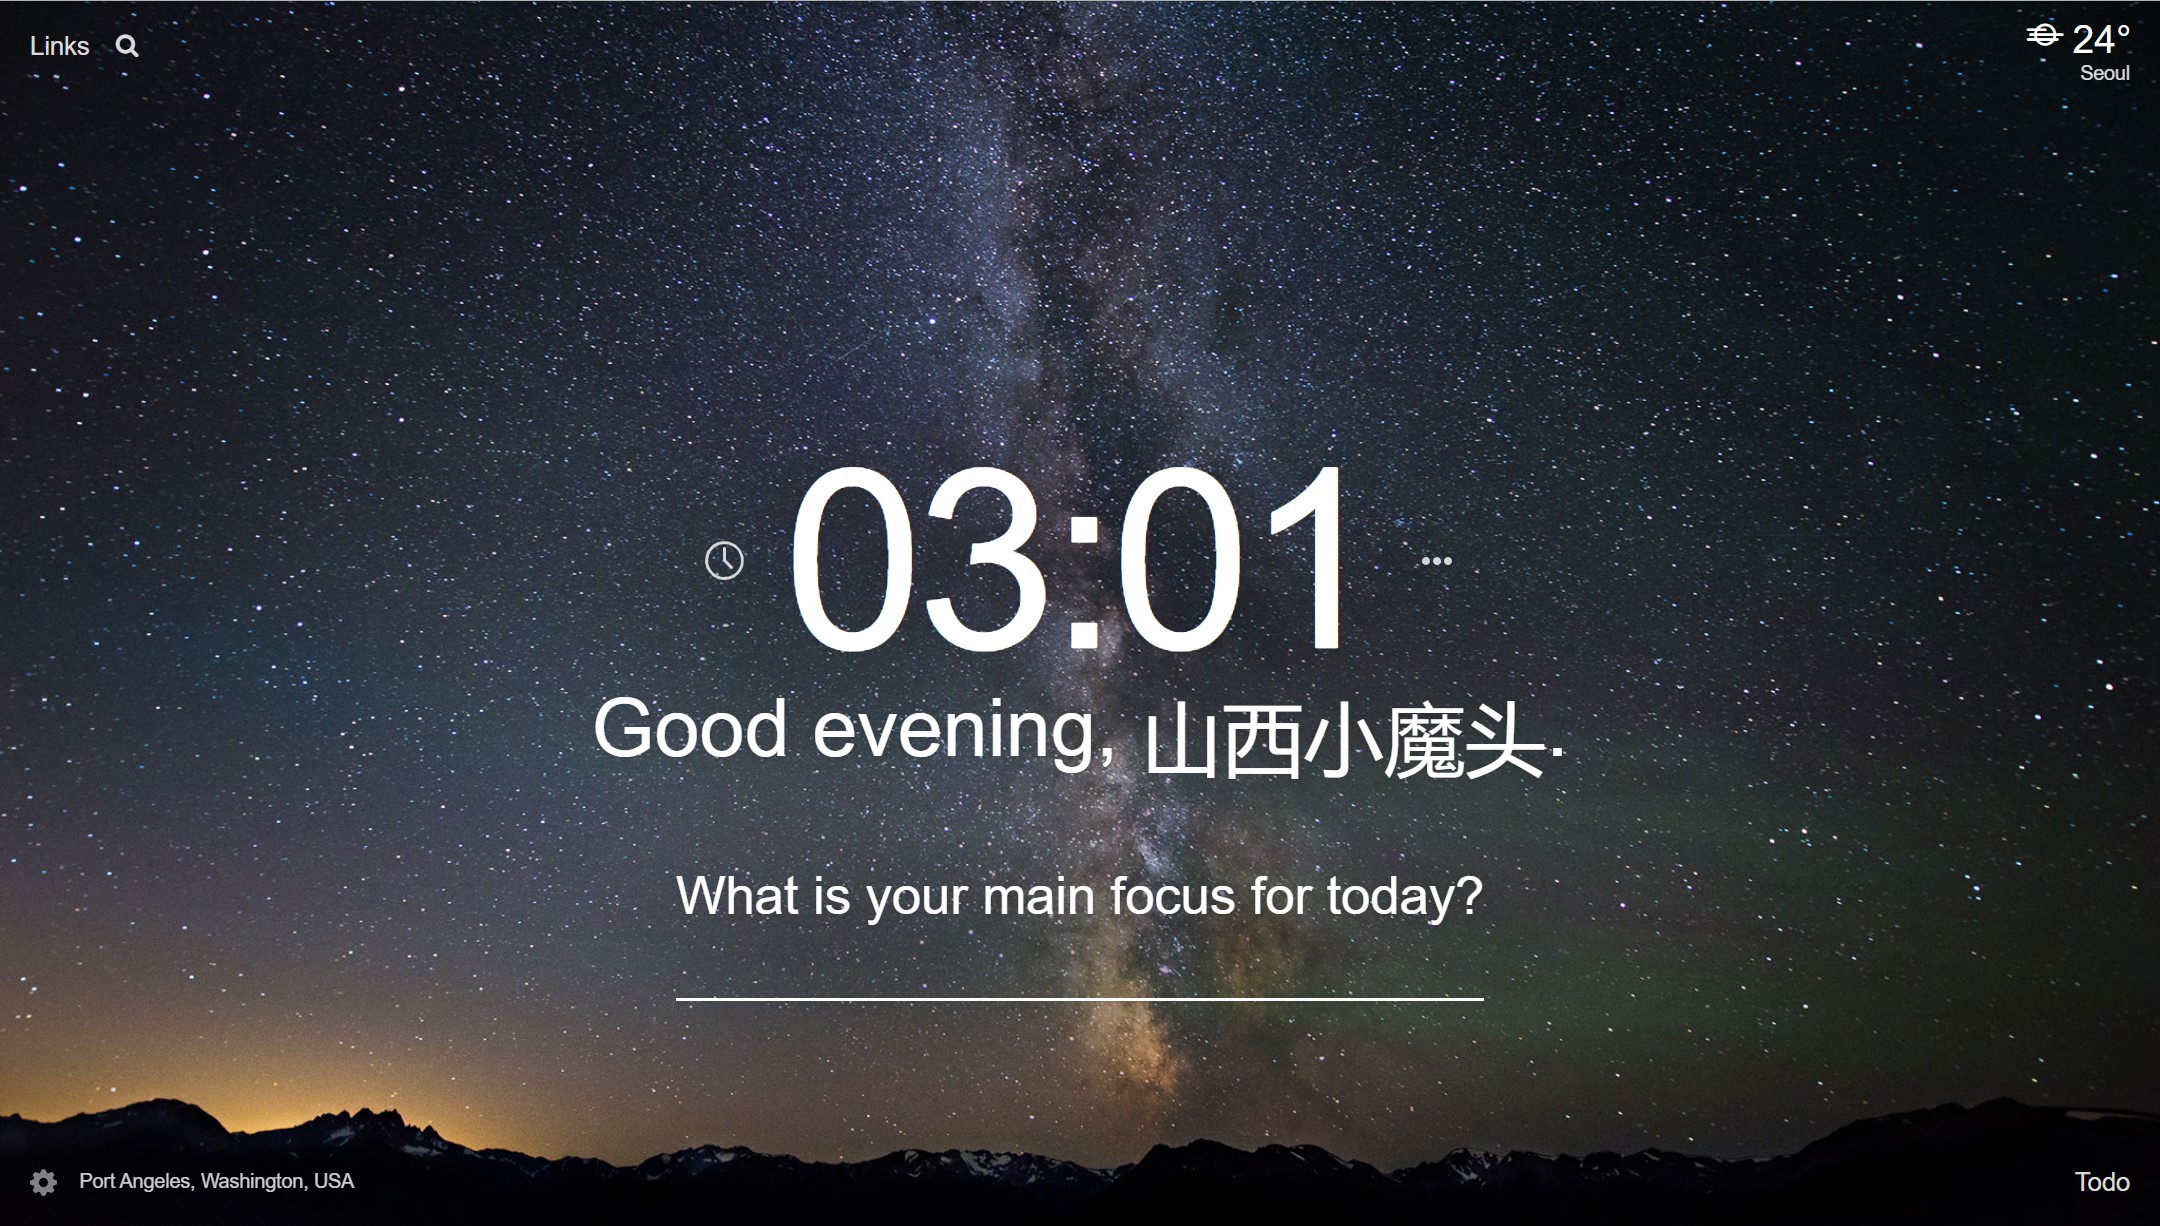 Links
24°
Seoul
03:01
Good evening, 山西小魔头.
What is your main focus for today?
Port Angeles, Washington, USA
Todo